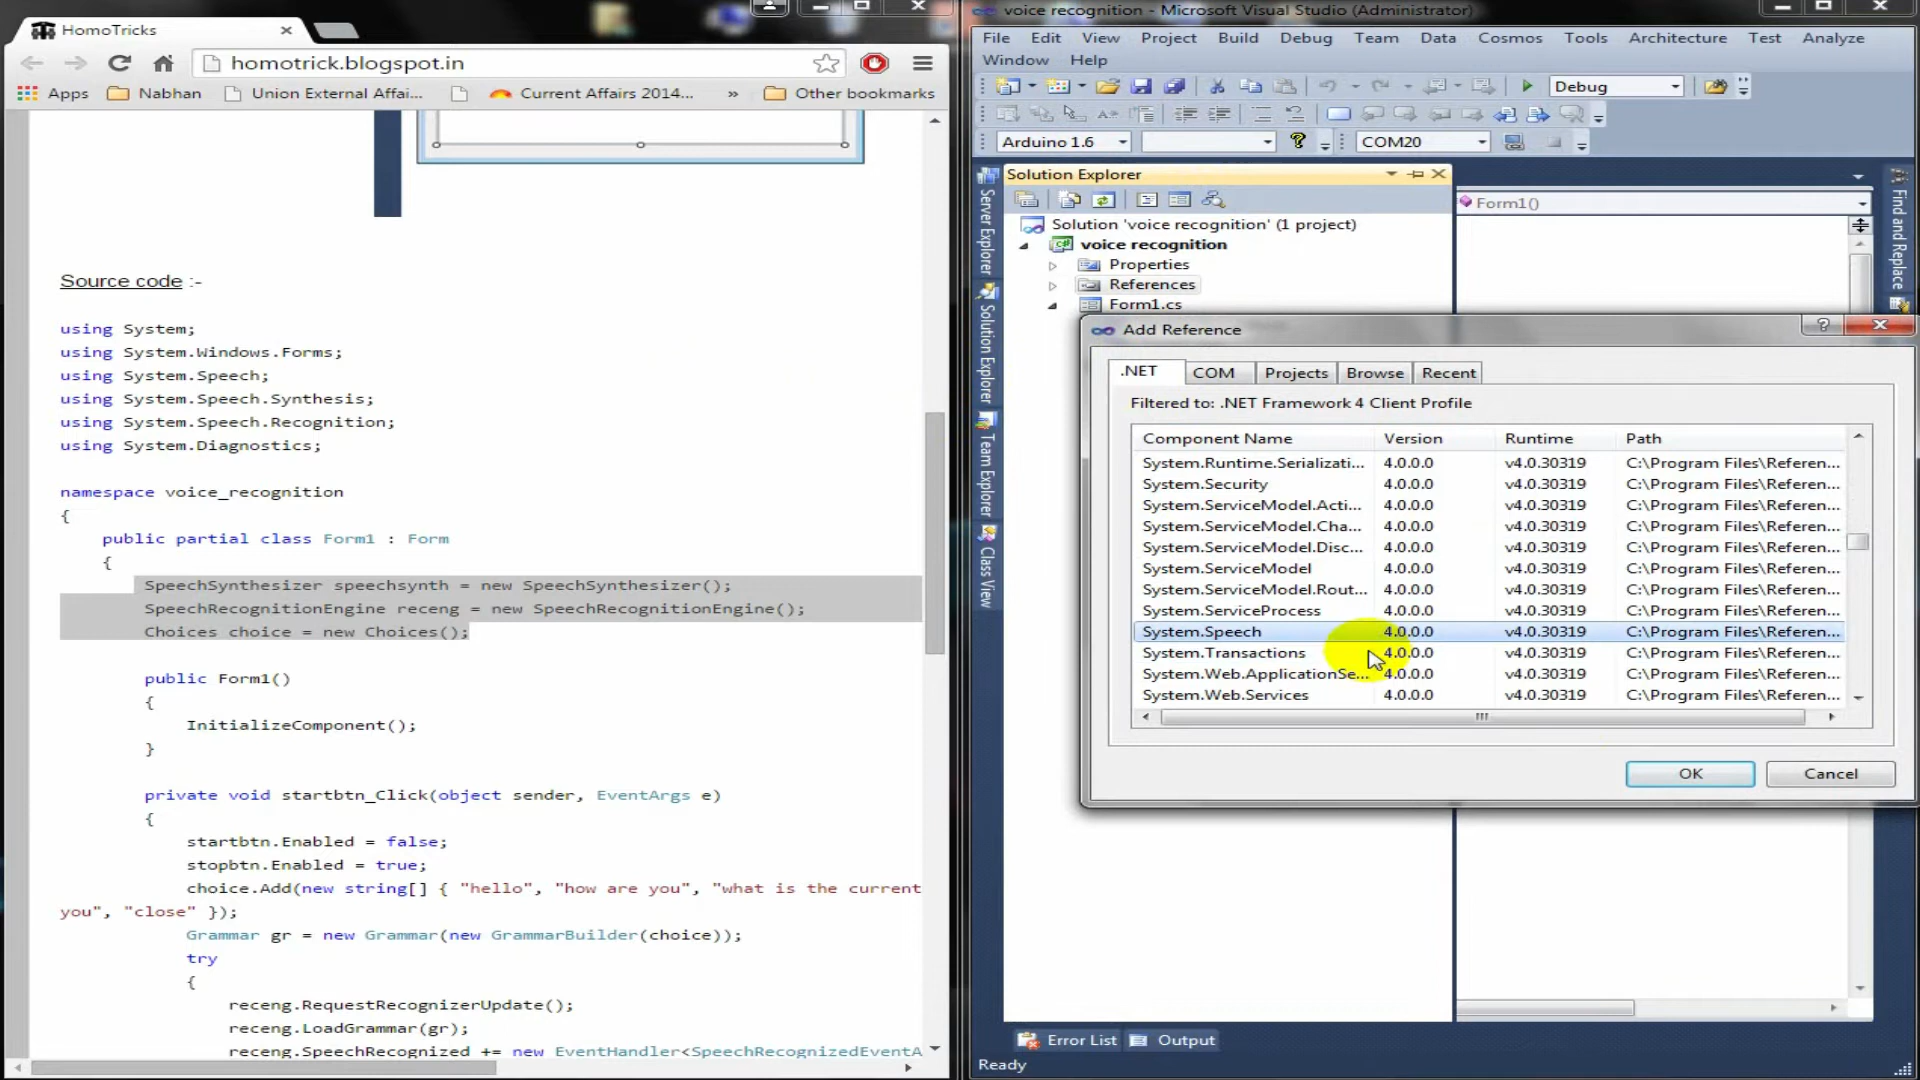 HomoTricks
homotrick.blogspot.in
Apps
Nabhan
Union External Affai...
Current Affairs 2014...
»
Other bookmarks
Source code :-
using System;
using System.Windows.Forms;
using System.Speech;
using System.Speech.Synthesis;
using System.Speech.Recognition;
using System.Diagnostics;
namespace voice_recognition
{
public partial class Form1 : Form
{
SpeechSynthesizer speechsynth = new SpeechSynthesizer();
SpeechRecognitionEngine receng = new SpeechRecognitionEngine();
Choices choice = new Choices();
public Form1()
{
InitializeComponent();
}
private void startbtn_Click(object sender, EventArgs e)
{
startbtn.Enabled = false;
stopbtn.Enabled = true;
choice.Add(new string[] { "hello", "how are you", "what is the current
you", "close" });
Grammar gr = new Grammar(new GrammarBuilder(choice));
try
{
receng.RequestRecognizerUpdate();
receng.LoadGrammar(gr);
receng.SpeechRecognized += new EventHandler<SpeechRecognizedEventA
voice recognition - Microsoft Visual Studio (Administrator)
File Edit View Project Build Debug Team Data Cosmos Tools Architecture Test Analyze
Window Help
Debug
Arduino 1.6
COM20
Server Explorer
Solution Explorer
Team Explorer
Class View
Solution Explorer
Solution 'voice recognition' (1 project)
voice recognition
Properties
References
Form1.cs
Form1()
Find and Replace
Add Reference
.NET COM Projects Browse Recent
Filtered to: .NET Framework 4 Client Profile
Component Name Version Runtime Path
System.Runtime.Serializati... 4.0.0.0 v4.0.30319 C:\Program Files\Referen...
System.Security 4.0.0.0 v4.0.30319 C:\Program Files\Referen...
System.ServiceModel.Acti... 4.0.0.0 v4.0.30319 C:\Program Files\Referen...
System.ServiceModel.Cha... 4.0.0.0 v4.0.30319 C:\Program Files\Referen...
System.ServiceModel.Disc... 4.0.0.0 v4.0.30319 C:\Program Files\Referen...
System.ServiceModel 4.0.0.0 v4.0.30319 C:\Program Files\Referen...
System.ServiceModel.Rout... 4.0.0.0 v4.0.30319 C:\Program Files\Referen...
System.ServiceProcess 4.0.0.0 v4.0.30319 C:\Program Files\Referen...
System.Speech 4.0.0.0 v4.0.30319 C:\Program Files\Referen...
System.Transactions 4.0.0.0 v4.0.30319 C:\Program Files\Referen...
System.Web.ApplicationSe... 4.0.0.0 v4.0.30319 C:\Program Files\Referen...
System.Web.Services 4.0.0.0 v4.0.30319 C:\Program Files\Referen...
OK
Cancel
Error List
Output
Ready